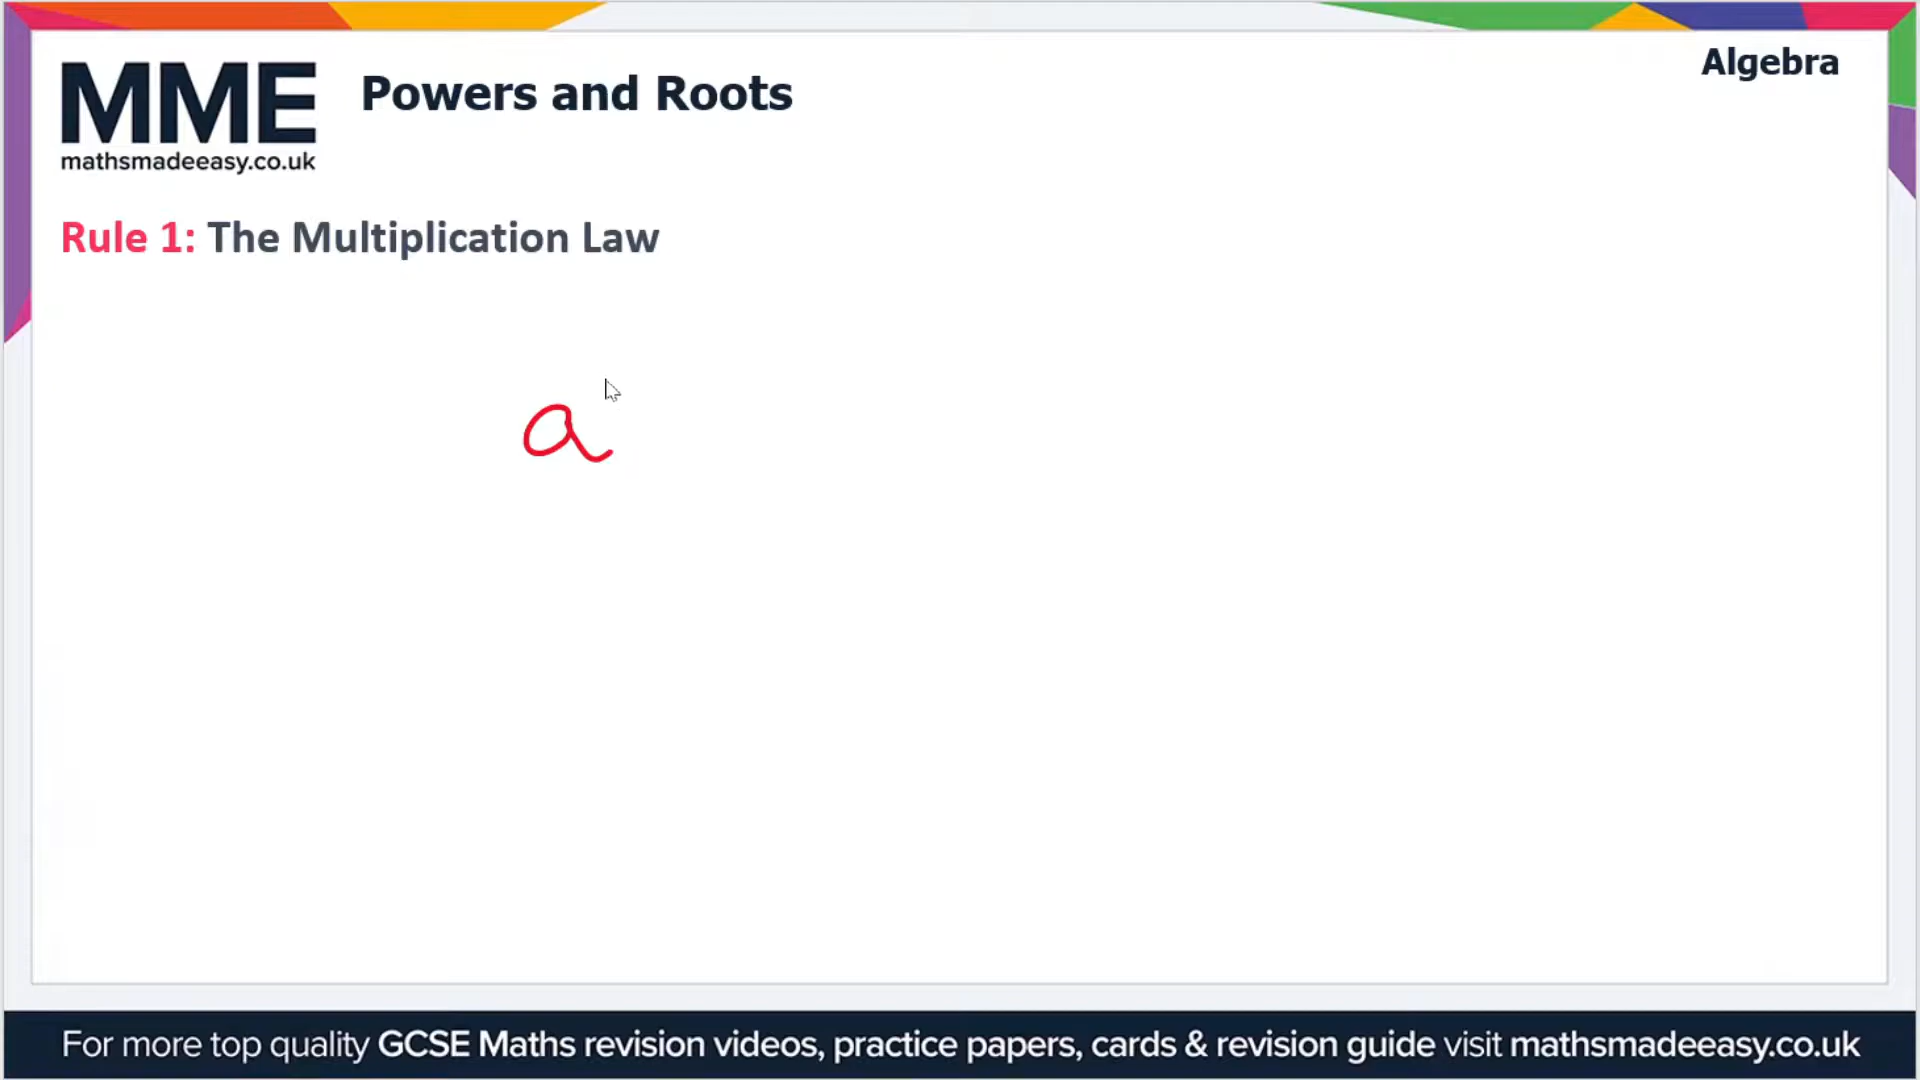 Algebra
MME
mathsmadeeasy.co.uk
Powers and Roots
Rule 1: The Multiplication Law
a
For more top quality GCSE Maths revision videos, practice papers, cards & revision guide visit mathsmadeeasy.co.uk